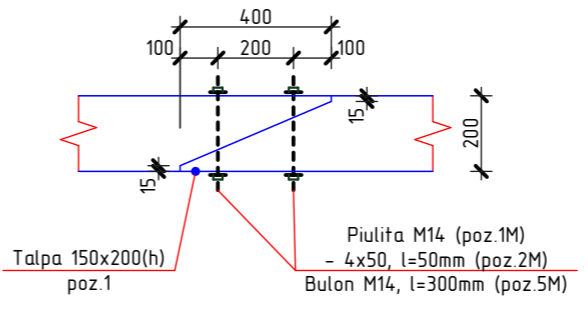 400
100 200 100
15
200
15
Talpa 150x200(h)
poz.1
Piulita M14 (poz.1M)
- 4x50, l=50mm (poz.2M)
Bulon M14, l=300mm (poz.5M)